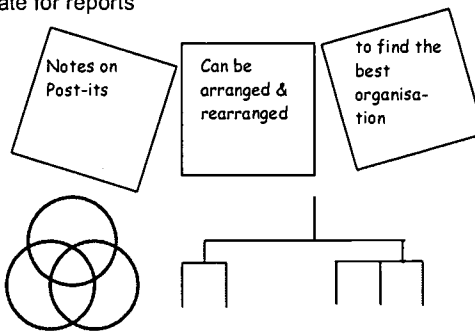 ate for reports
Notes on
Post-its
Can be
arranged &
rearranged
to find the
best
organisa-
tion